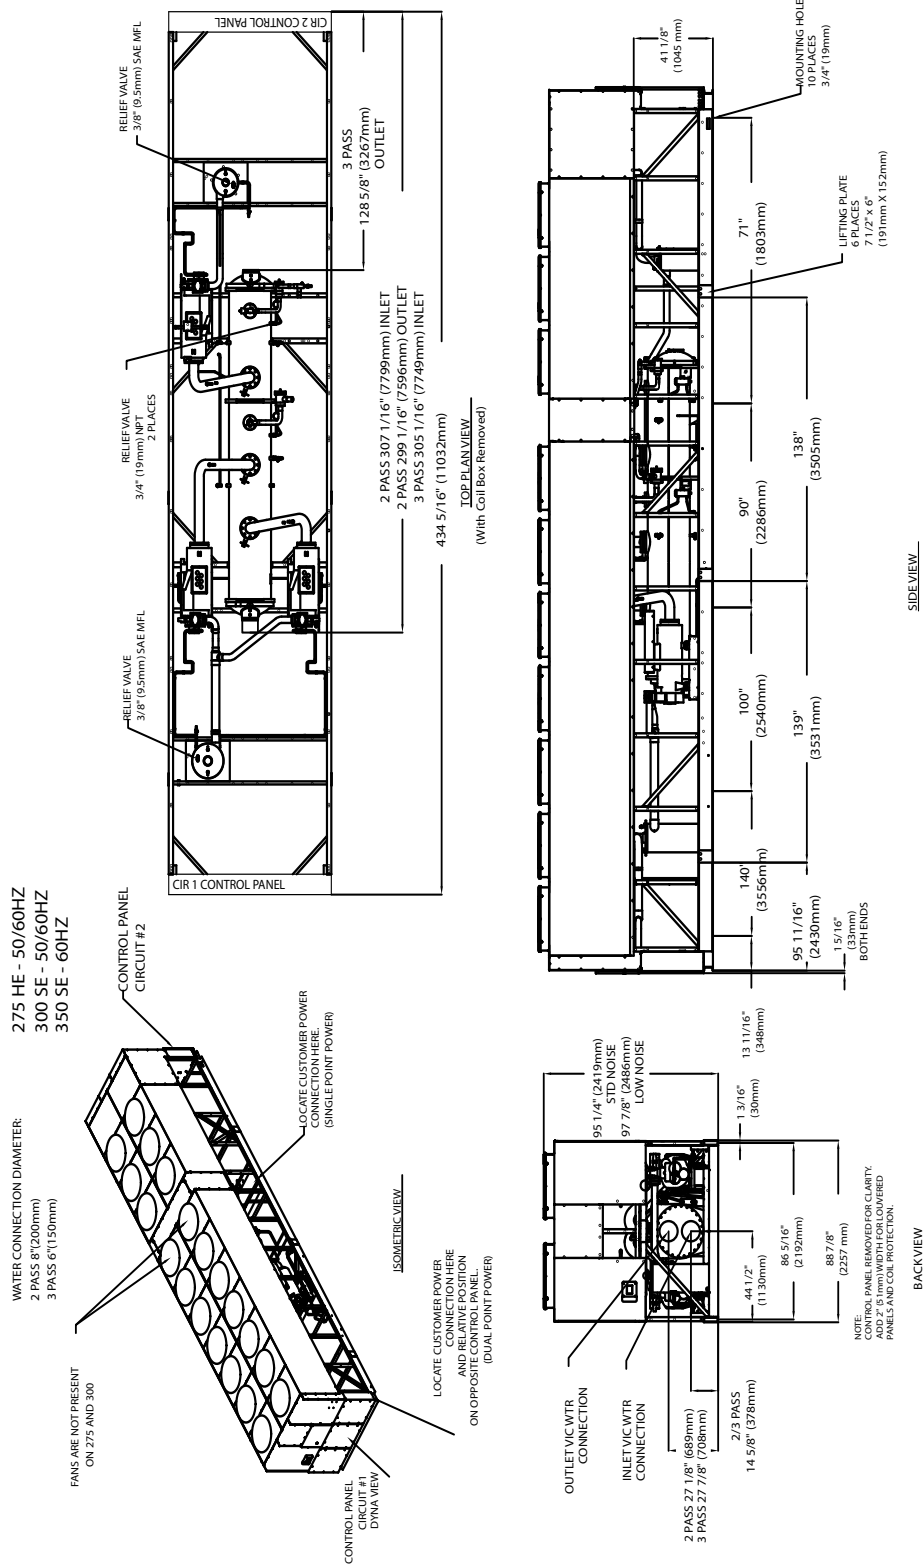 275 HE - 50/60HZ
300 SE - 50/60HZ
350 SE - 60HZ
WATER CONNECTION DIAMETER:
2 PASS 8"(200mm)
3 PASS 6"(150mm)
FANS ARE NOT PRESENT
ON 275 AND 300
CONTROL PANEL
CIRCUIT #2
LOCATE CUSTOMER POWER
CONNECTION HERE.
(SINGLE POINT POWER)
ISOMETRIC VIEW
LOCATE CUSTOMER POWER
CONNECTION HERE
AND RELATIVE POSITION
ON OPPOSITE CONTROL PANEL.
(DUAL POINT POWER)
CONTROL PANEL
CIRCUIT #1
DYNA VIEW
RELIEF VALVE
3/8" (9.5mm) SAE MFL
RELIEF VALVE
3/4" (19mm) NPT
2 PLACES
RELIEF VALVE
3/8" (9.5mm) SAE MFL
CIR 1 CONTROL PANEL
CIR 2 CONTROL PANEL
3 PASS
128 5/8" (3267mm)
OUTLET
2 PASS 307 1/16" (7799mm) INLET
2 PASS 299 1/16" (7596mm) OUTLET
3 PASS 305 1/16" (7749mm) INLET
434 5/16" (11032mm)
TOP PLAN VIEW
(With Coil Box Removed)
OUTLET VIC WTR
CONNECTION
INLET VIC WTR
CONNECTION
2 PASS 27 1/8" (689mm)
3 PASS 27 7/8" (708mm)
2/3 PASS
14 5/8" (378mm)
95 1/4" (2419mm)
STD NOISE
97 7/8" (2486mm)
LOW NOISE
1 3/16"
(30mm)
44 1/2"
(1130mm)
86 5/16"
(2192mm)
88 7/8"
(2257 mm)
NOTE:
CONTROL PANEL REMOVED FOR CLARITY.
ADD 2" (51mm) WIDTH FOR LOUVERED
PANELS AND COIL PROTECTION.
BACK VIEW
41 1/8"
(1045 mm)
MOUNTING HOLE
10 PLACES
3/4" (19mm)
LIFTING PLATE
6 PLACES
7 1/2" x 6"
(191mm X 152mm)
13 11/16"
(348mm)
140"
(3556mm)
100"
(2540mm)
90"
(2286mm)
71"
(1803mm)
95 11/16"
(2430mm)
139"
(3531mm)
138"
(3505mm)
1 5/16"
(33mm)
BOTH ENDS
SIDE VIEW